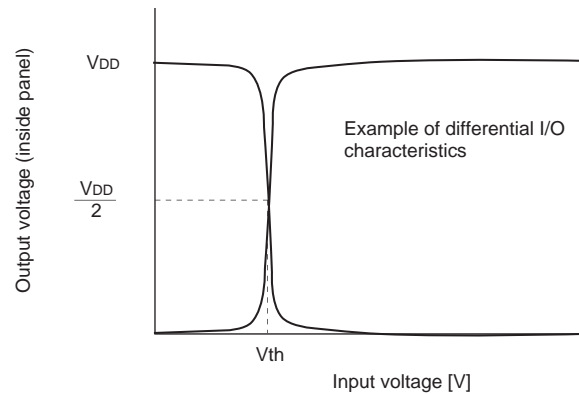 Output voltage (inside panel)
VDD
VDD
2
Example of differential I/O
characteristics
Vth
Input voltage [V]